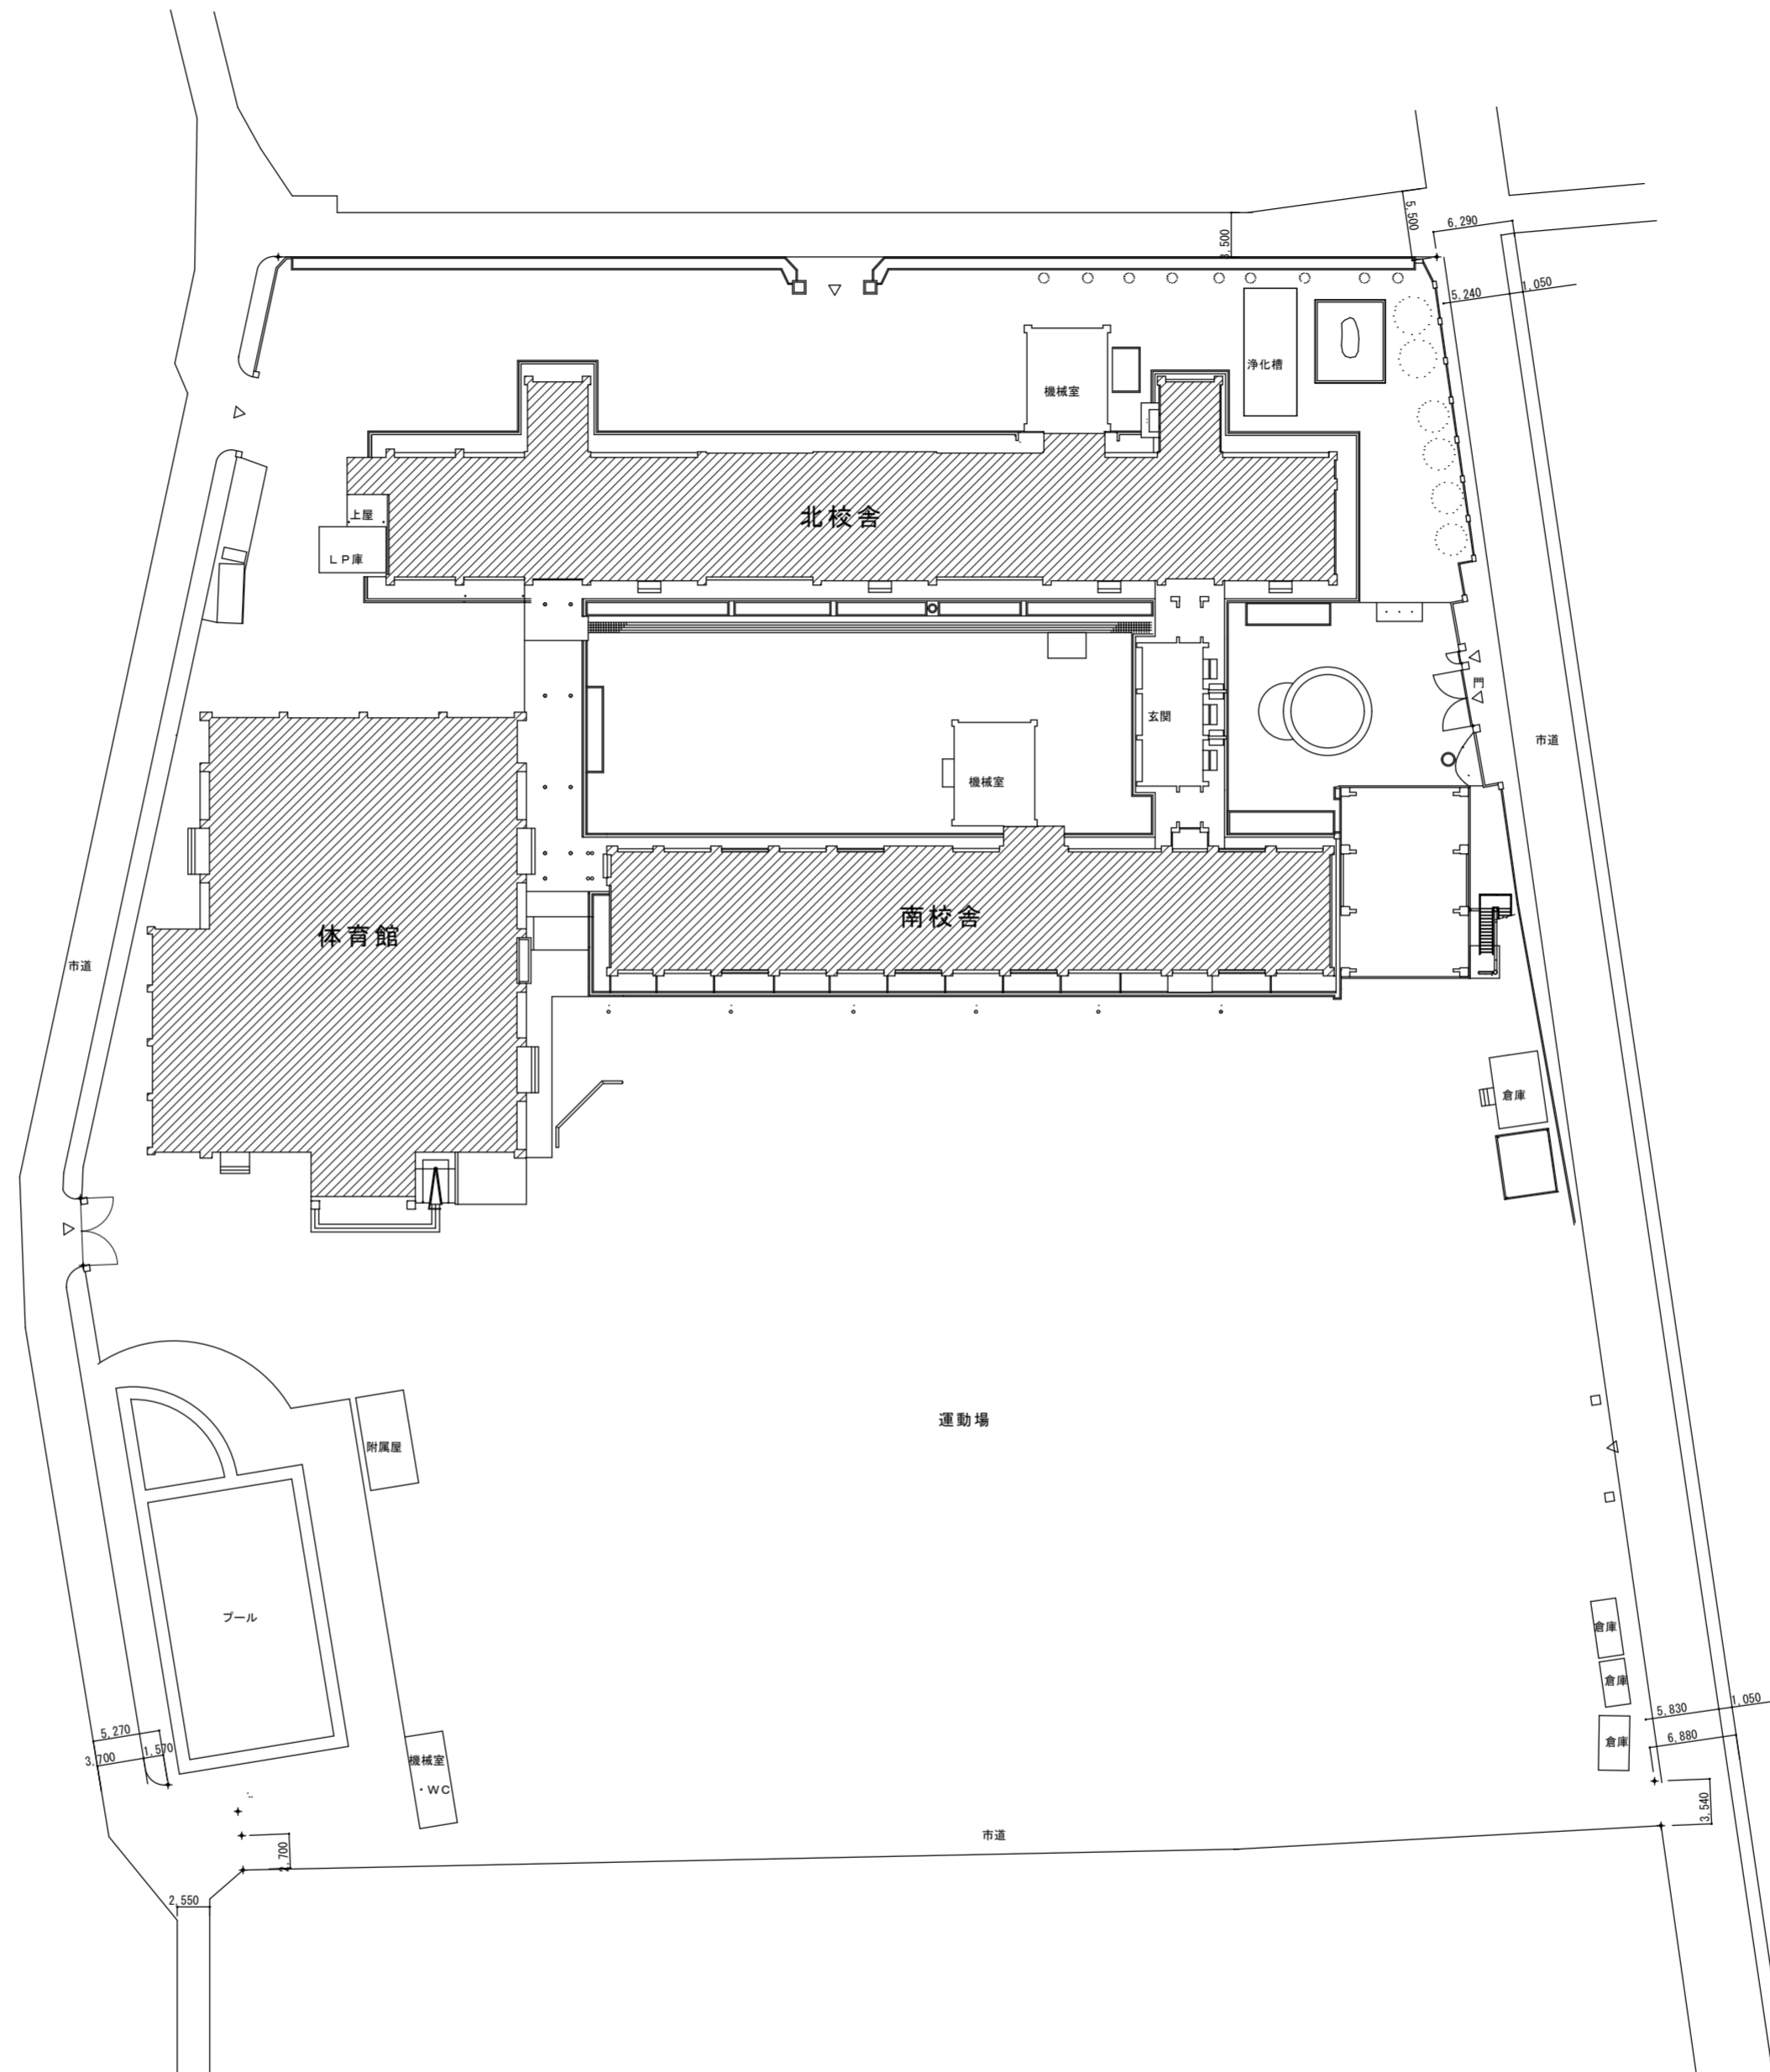 5,500
6,290
3,500
5,240
1,050
浄化槽
機械室
北校舎
上屋
LP庫
門
玄関
市道
機械室
南校舎
体育館
市道
倉庫
運動場
附属屋
プール
倉庫
倉庫
倉庫
1,050
5,830
6,880
5,270
1,570
3,700
機械室
・WC
3,540
市道
2,700
2,550